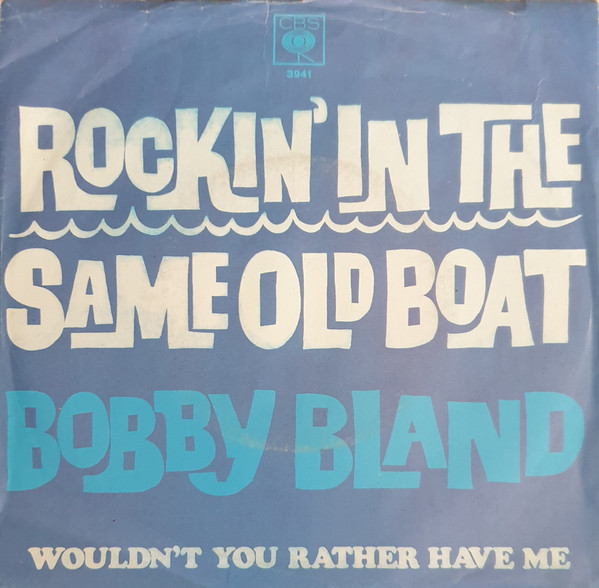 CBS
3941
ROCKIN' IN THE
SAME OLD BOAT
BOBBY BLAND
WOULDN'T YOU RATHER HAVE ME